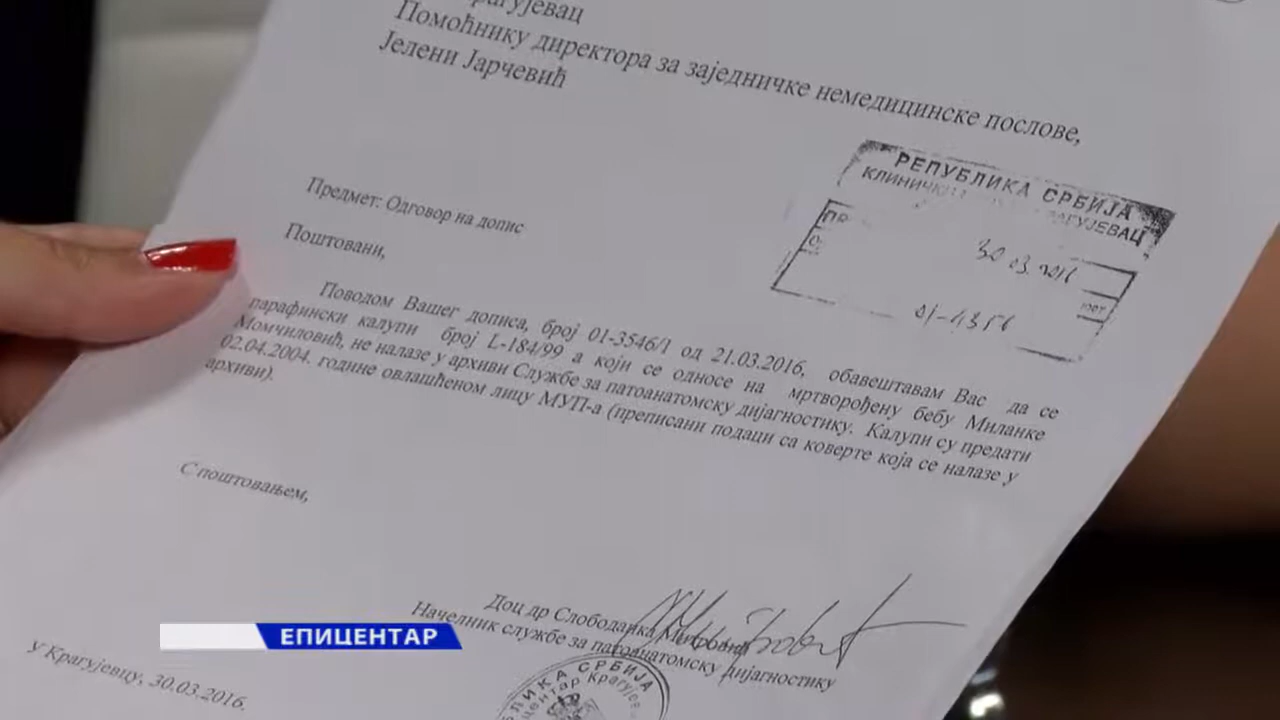 Крагујевац
Помоћнику директора за заједничке немедицинске послове,
Јелени Јарчевић
РЕПУБЛИКА СРБИЈА
КЛИНИЧКИ КРАГУЈЕВАЦ
30 03. 2016
Предмет: Одговор на допис
Поштовани,
Поводом Вашег дописа, број 01-3546/1 од 21.03.2016, обавештавам Вас да се
парафински калупи број L-184/99 а који се односе на мртворођену бебу Миланке
Момчиловић, не налазе у архиви Службе за патоанатомску дијагностику. Калупи су предати
02.04.2004. године овлашћеном лицу МУП-а (преписани подаци са коверте која се налазе у
архиви).
С поштовањем,
Доц др Слободанка
Начелник службе за патоанатомску дијагностику
У Крагујевцу, 30.03.2016.
СРБИЈА
ЕПИЦЕНТАР